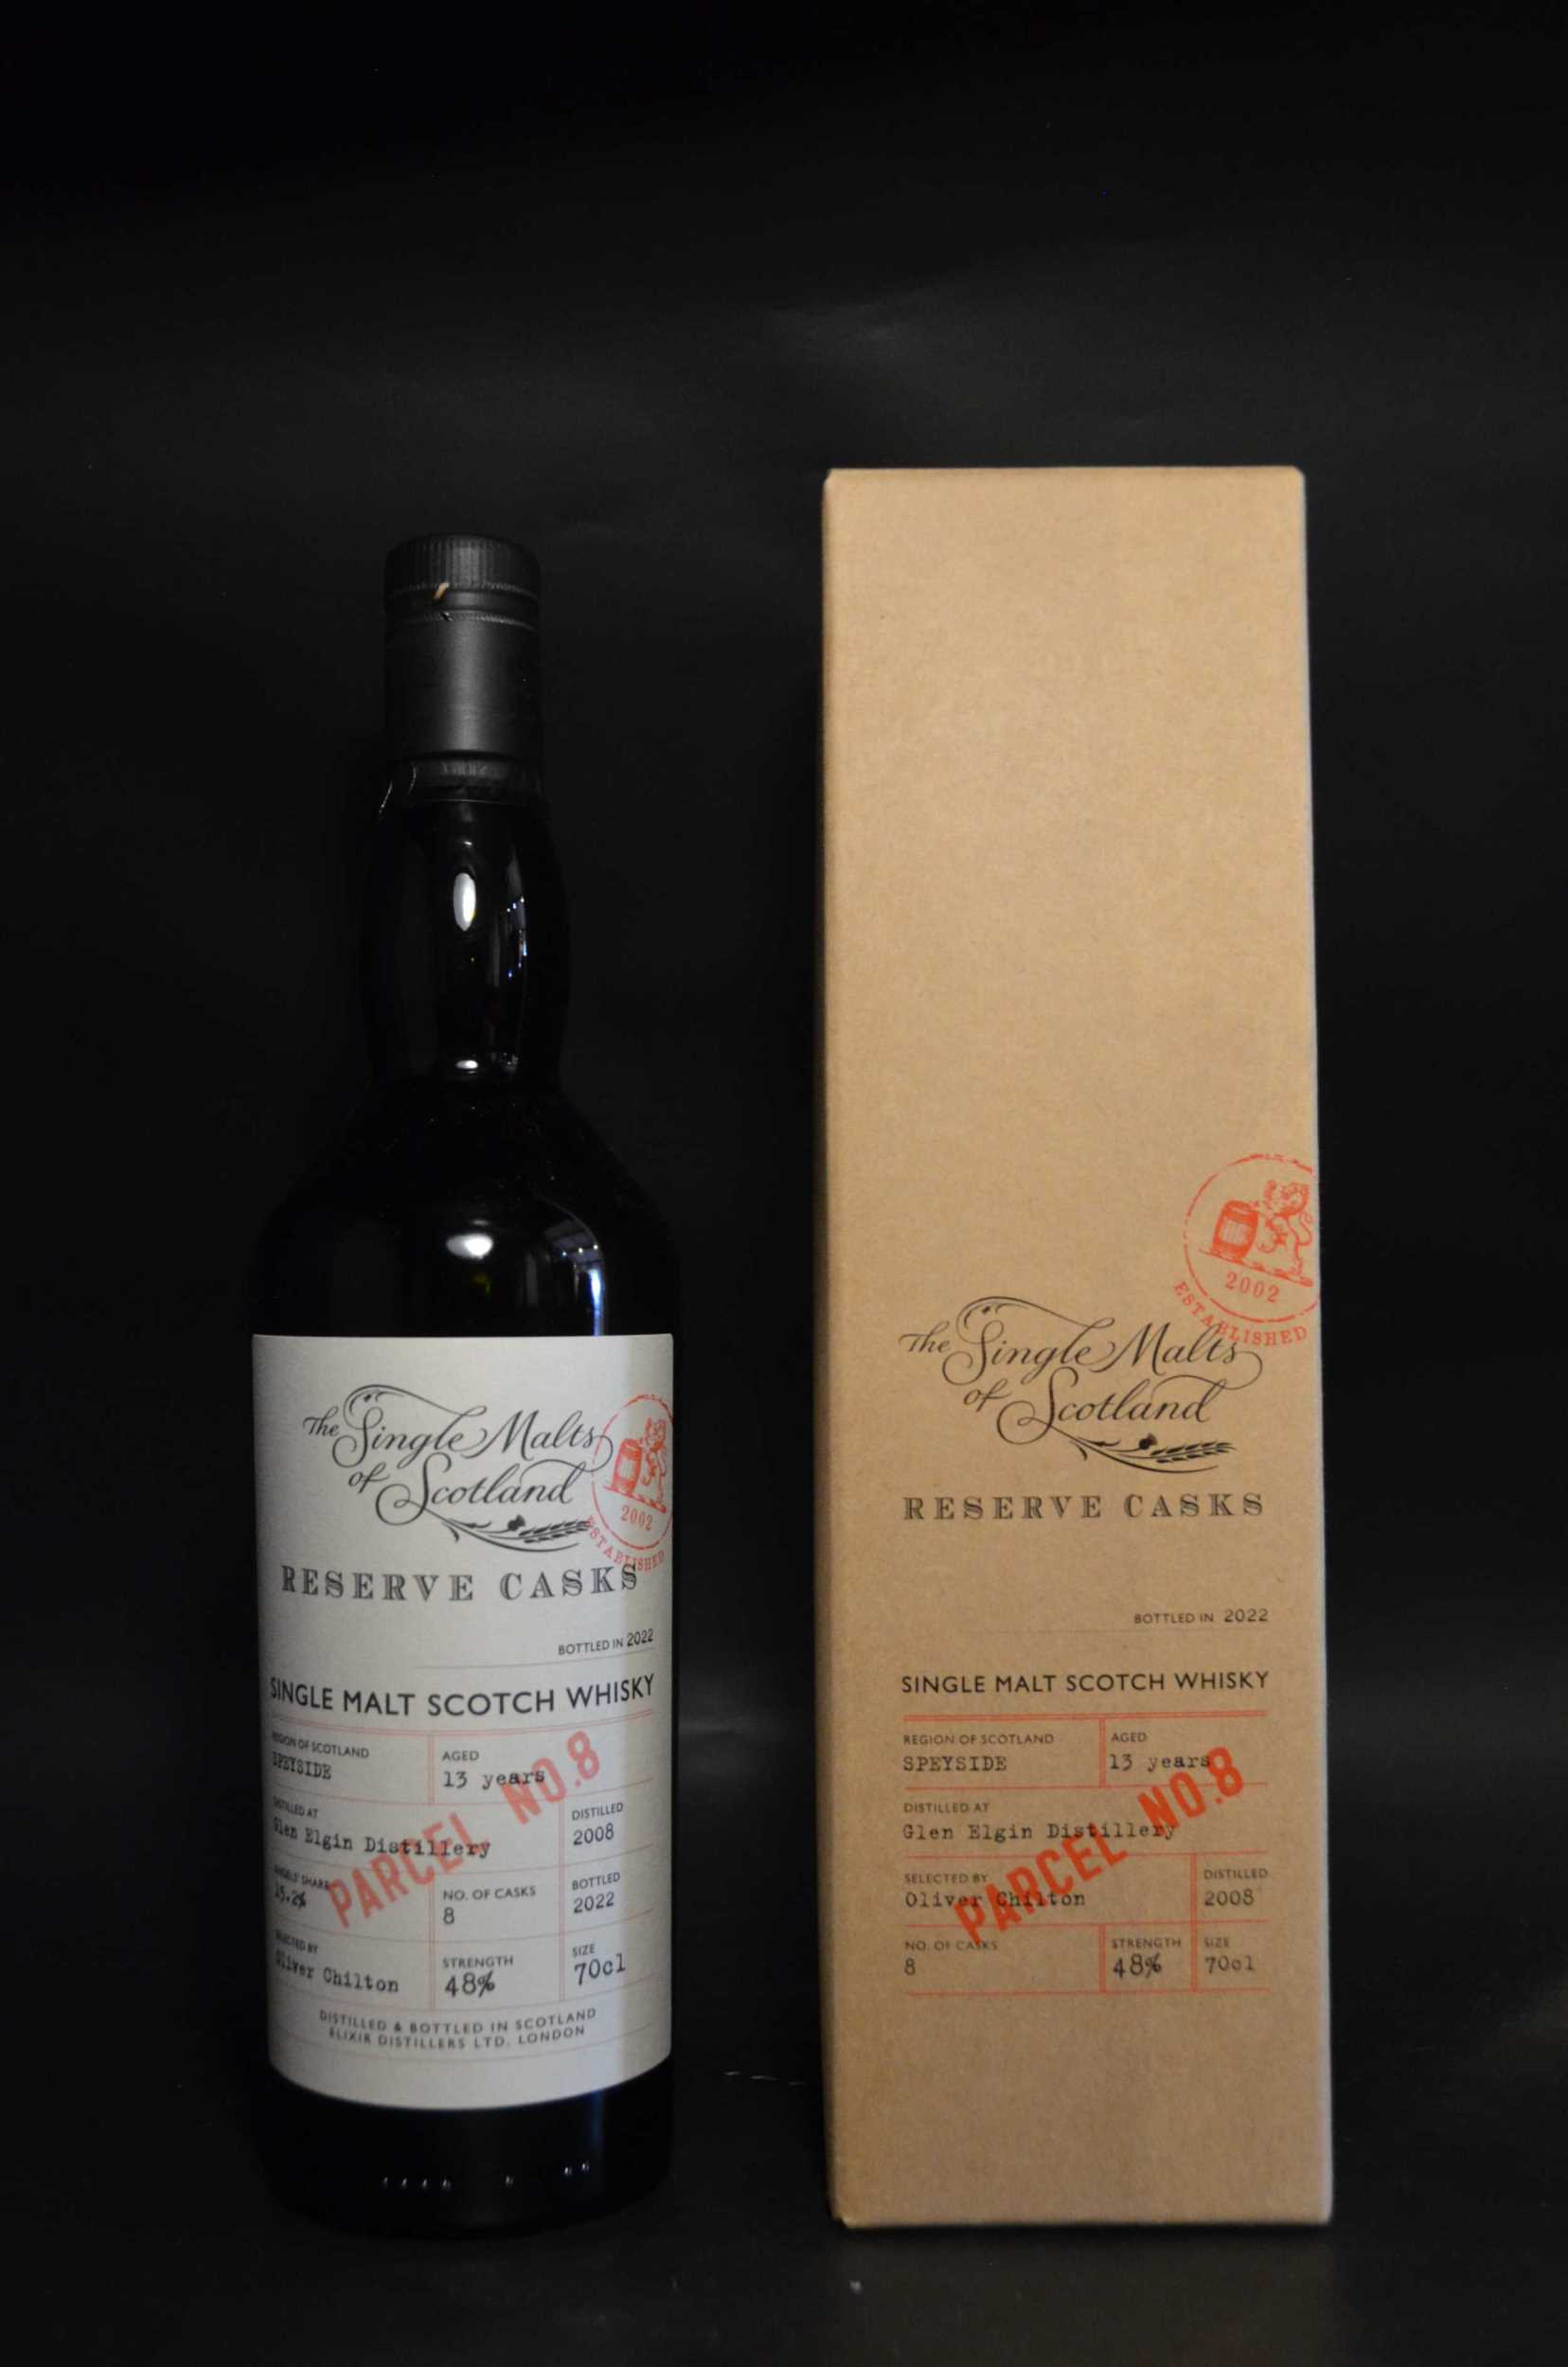 The Single Malts
of Scotland
2002
ESTABLISHED
RESERVE CASKS
BOTTLED IN 2022
SINGLE MALT SCOTCH WHISKY
REGION OF SCOTLAND
SPEYSIDE
AGED
13 years
PARCEL NO.8
DISTILLED AT
Glen Elgin Distillery
DISTILLED
2008
ANGELS' SHARE
15.2%
NO. OF CASKS
8
BOTTLED
2022
SELECTED BY
Oliver Chilton
STRENGTH
48%
SIZE
70cl
DISTILLED & BOTTLED IN SCOTLAND
ELIXIR DISTILLERS LTD. LONDON
2002
ESTABLISHED
The Single Malts
of Scotland
RESERVE CASKS
BOTTLED IN 2022
SINGLE MALT SCOTCH WHISKY
REGION OF SCOTLAND
SPEYSIDE
AGED
13 years
PARCEL NO.8
DISTILLED AT
Glen Elgin Distillery
SELECTED BY
Oliver Chilton
DISTILLED
2008
NO. OF CASKS
8
STRENGTH
48%
SIZE
70cl